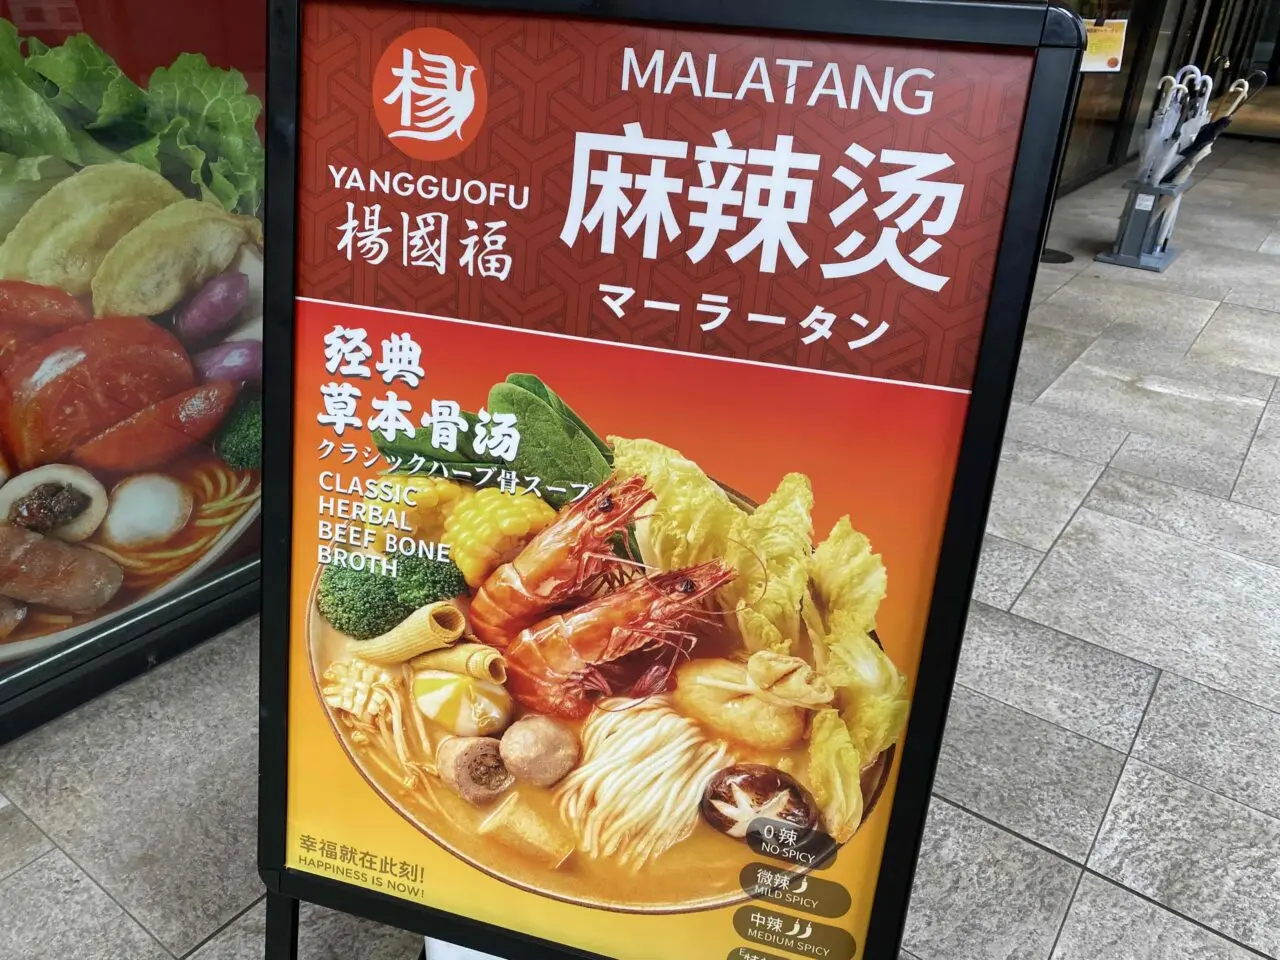 楊
YANGGUOFU
楊國福
MALATANG
麻辣烫
マーラータン
经典
草本骨汤
クラシックハーブ骨スープ
CLASSIC
HERBAL
BEEF BONE
BROTH
幸福就在此刻!
HAPPINESS IS NOW!
0 辣
NO SPICY
微辣
MILD SPICY
中辣
MEDIUM SPICY